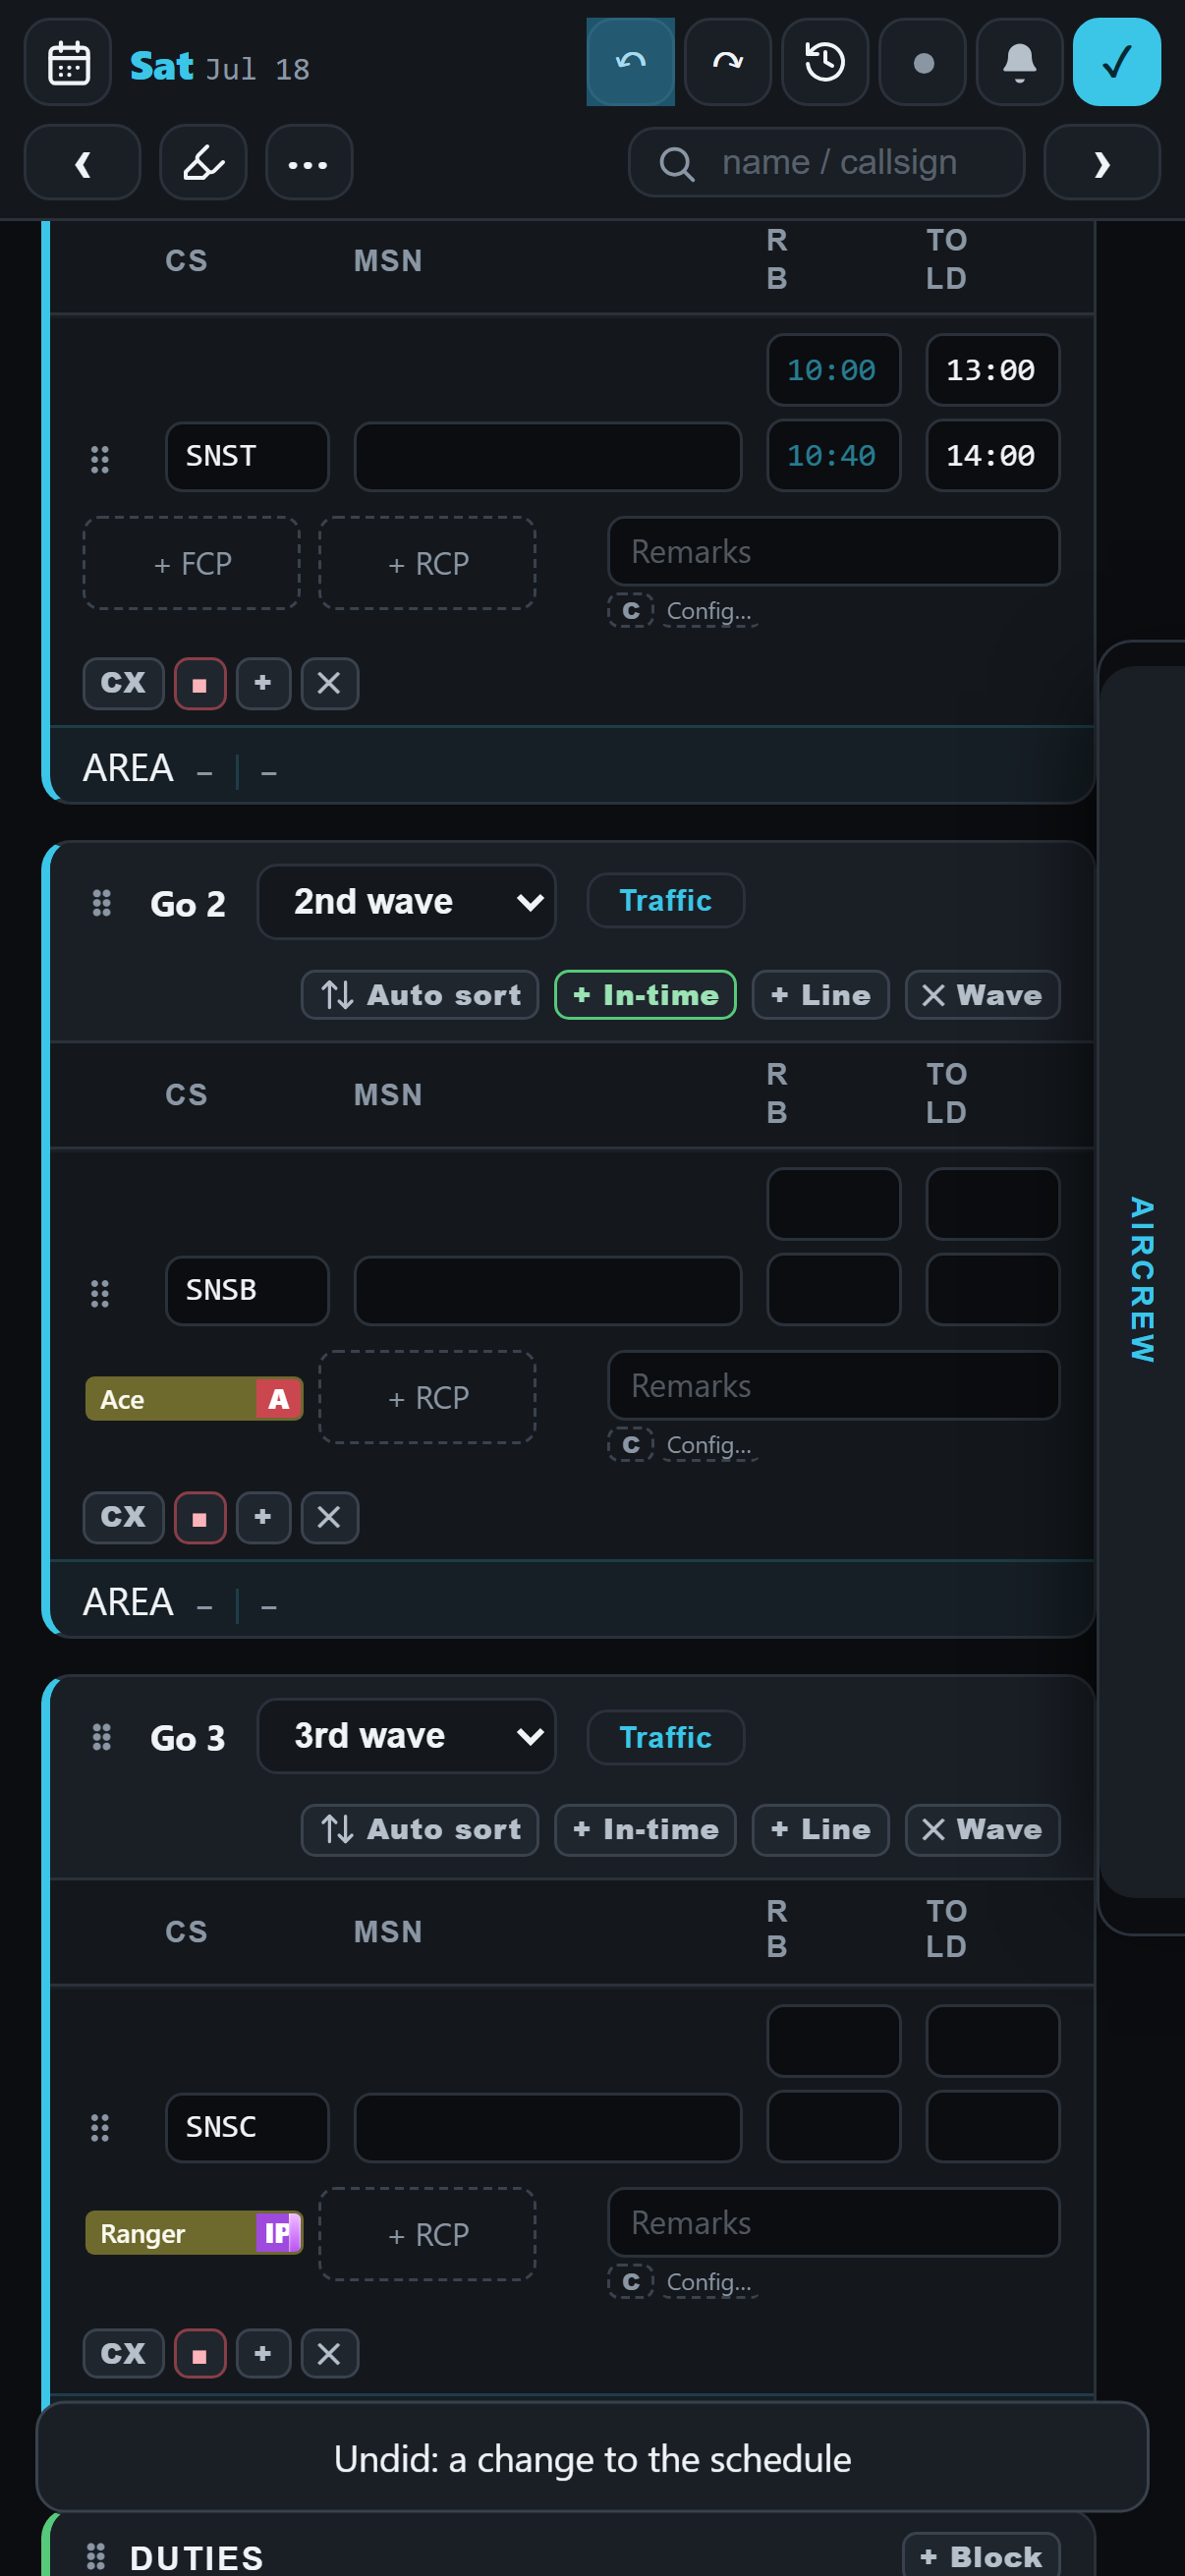 Sat Jul 18
name / callsign
CS MSN R TO
B LD
10:00 13:00
SNST 10:40 14:00
+ FCP + RCP Remarks
C Config...
CX +
AREA – | –
Go 2 2nd wave Traffic
Auto sort + In-time + Line × Wave
CS MSN R TO
B LD
SNSB
Ace A + RCP Remarks
C Config...
CX +
AREA – | –
AIRCREW
Go 3 3rd wave Traffic
Auto sort + In-time + Line × Wave
CS MSN R TO
B LD
SNSC
Ranger IP + RCP Remarks
C Config...
CX +
Undid: a change to the schedule
DUTIES + Block